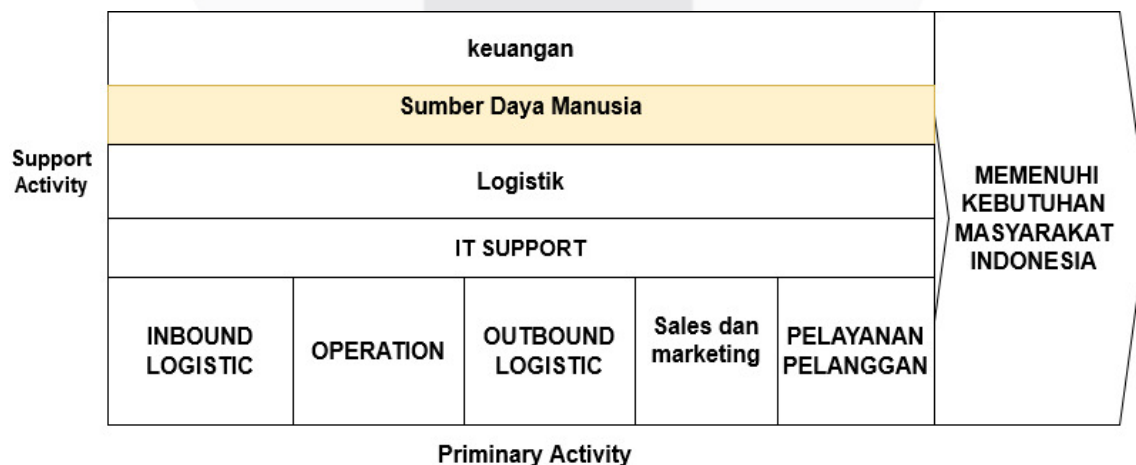 keuangan
Sumber Daya Manusia
Support
Activity
Logistik
IT SUPPORT
INBOUND
LOGISTIC
OPERATION
OUTBOUND
LOGISTIC
Sales dan
marketing
PELAYANAN
PELANGGAN
MEMENUHI
KEBUTUHAN
MASYARAKAT
INDONESIA
Priminary Activity